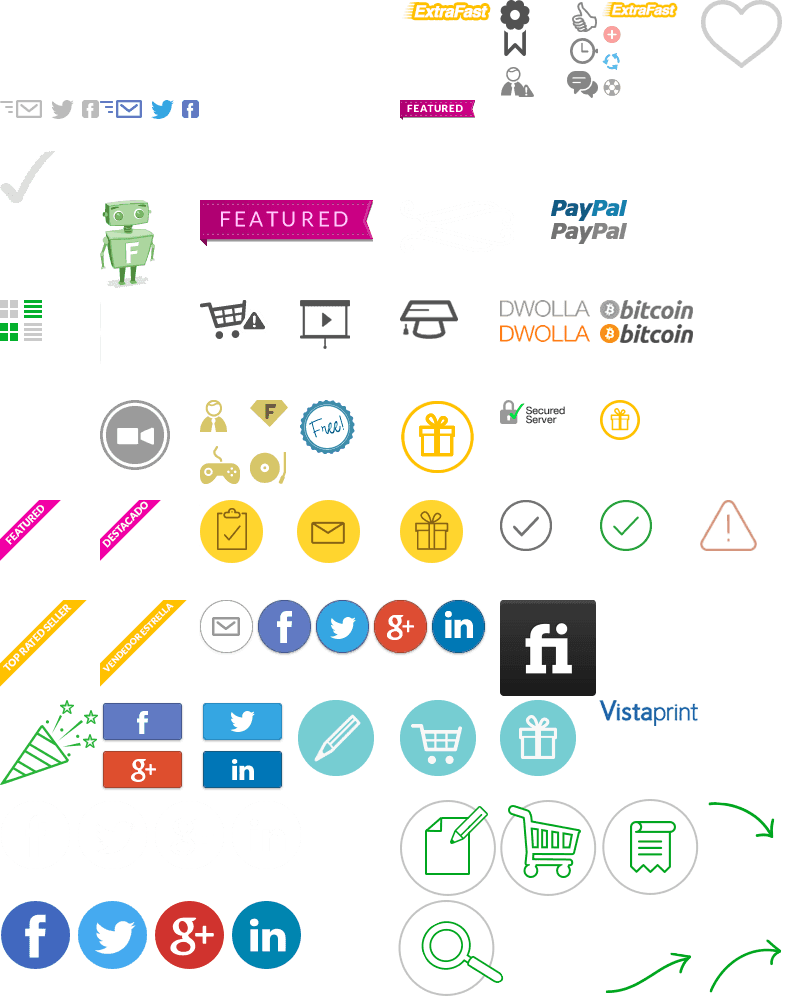 ExtraFast
ExtraFast
FEATURED
F
FEATURED
PayPal
PayPal
DWOLLA
bitcoin
DWOLLA
bitcoin
F
Free!
Secured
Server
FEATURED
DESTACADO
TOP RATED SELLER
VENDEDOR ESTRELLA
f
g+
in
fi
f
Vistaprint
g+
in
f
g+
in